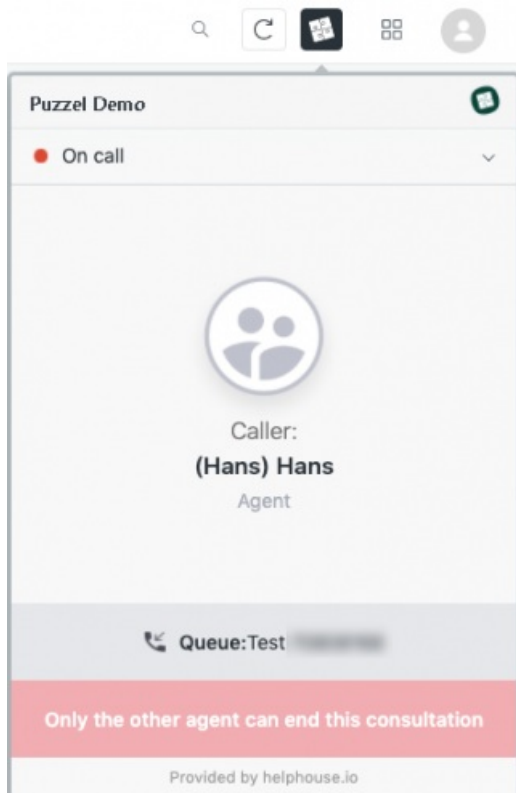 Puzzel Demo
On call
Caller:
(Hans) Hans
Agent
Queue:Test
Only the other agent can end this consultation
Provided by helphouse.io